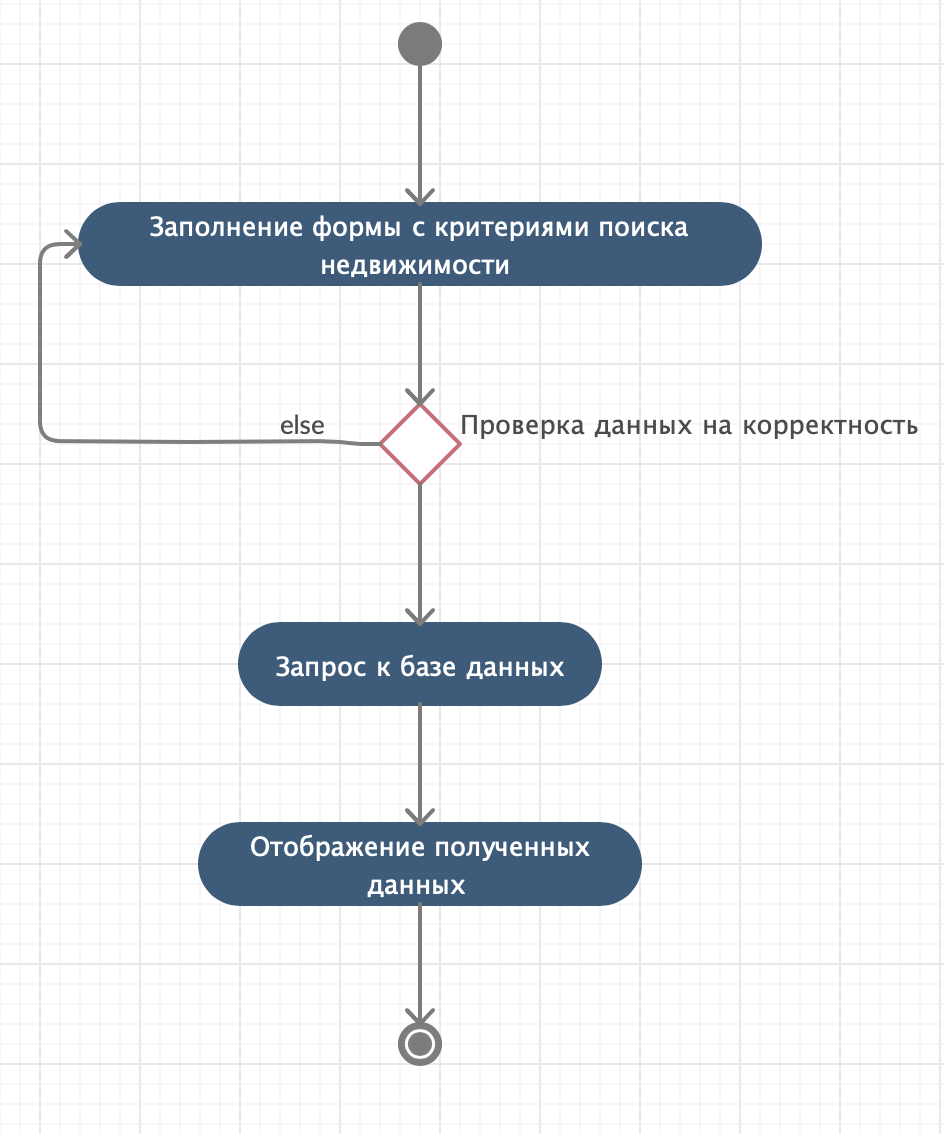 Заполнение формы с критериями поиска
недвижимости
else
Проверка данных на корректность
Запрос к базе данных
Отображение полученных
данных